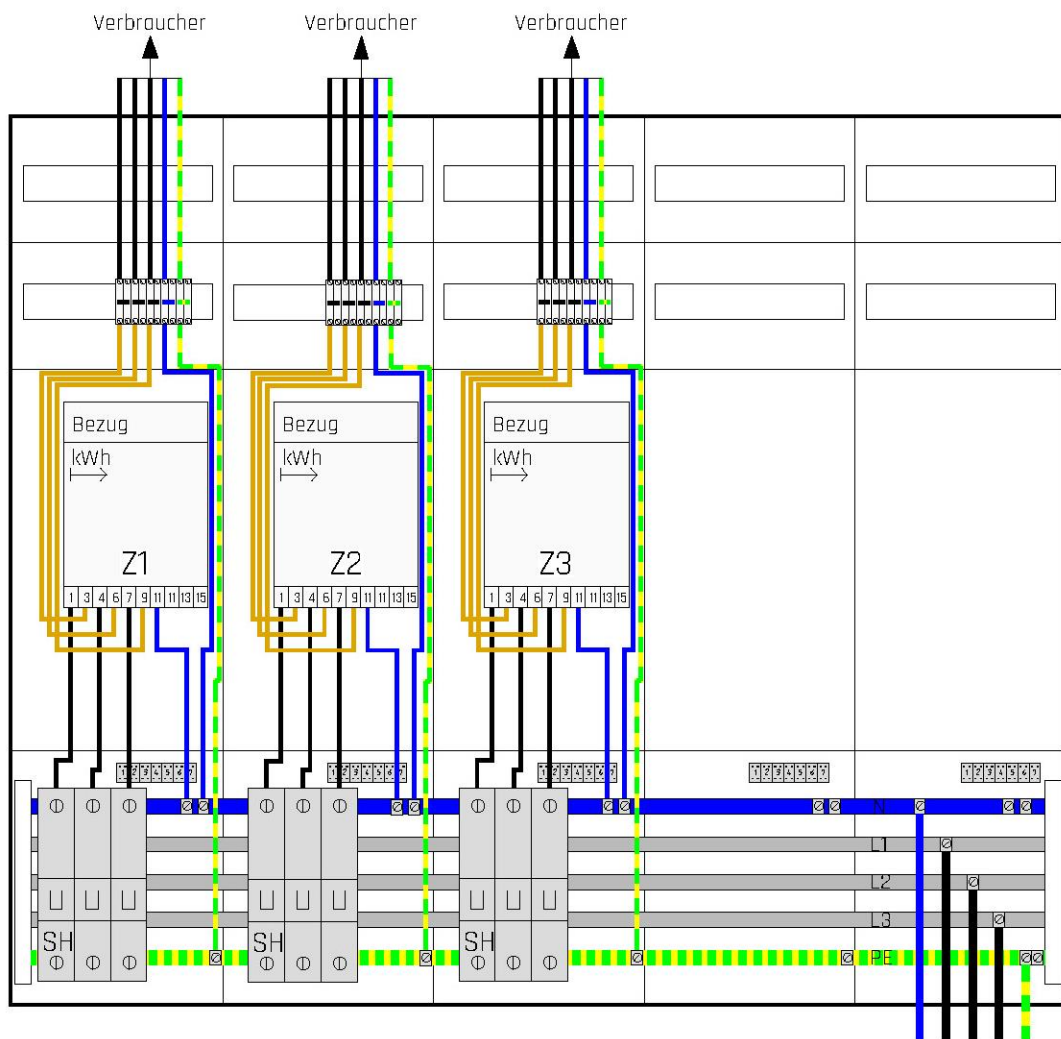 Verbraucher Verbraucher Verbraucher
Bezug Bezug Bezug
kWh kWh kWh
Z1 Z2 Z3
1 3 4 6 7 9 11 13 15 1 3 4 6 7 9 11 11 13 15 1 3 4 6 7 9 11 11 13 15
1 2 3 4 5 6 7 1 2 3 4 5 6 7 1 2 3 4 5 6 7 1 2 3 4 5 6 7 1 2 3 4 5 6 7
N
L1
L2
L3
SH SH SH
PE